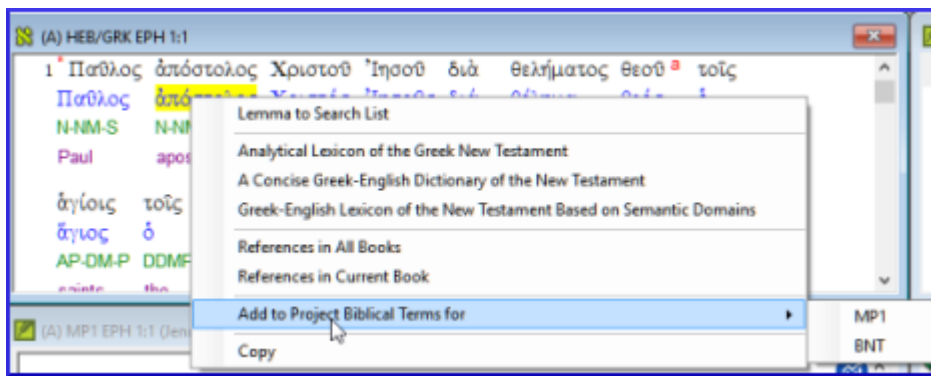 (A) HEB/GRK EPH 1:1
1 Παῦλος ἀπόστολος Χριστοῦ Ἰησοῦ διὰ θελήματος θεοῦ a τοῖς
Παῦλος
N-NM-S
Paul
ἁγίοις τοῖς
ἅγιος ὁ
AP-DM-P
saints the
Lemma to Search List
Analytical Lexicon of the Greek New Testament
A Concise Greek-English Dictionary of the New Testament
Greek-English Lexicon of the New Testament Based on Semantic Domains
References in All Books
References in Current Book
Add to Project Biblical Terms for
Copy
MP1
BNT
(A) MP1 EPH 1:1